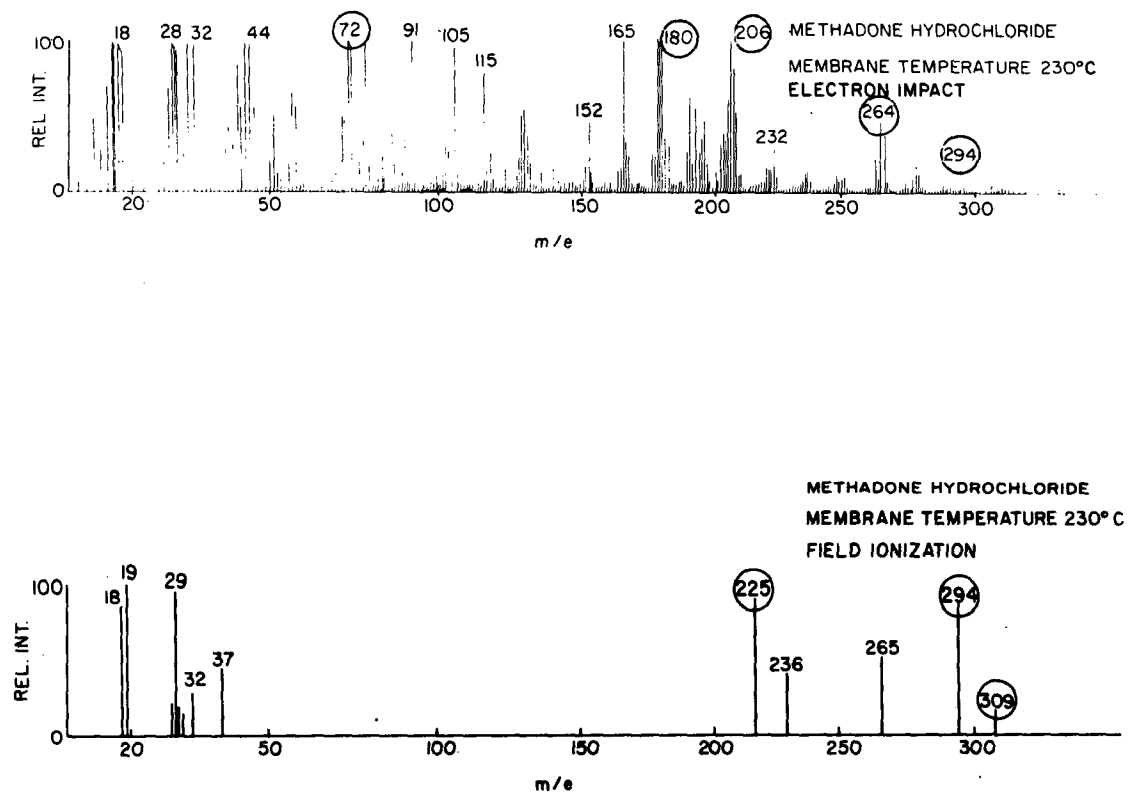 18 28 32 44 72 91 105 115 152 165 180 206 232 264 294
METHADONE HYDROCHLORIDE
MEMBRANE TEMPERATURE 230°C
ELECTRON IMPACT
100
REL INT.
0
20 50 100 150 200 250 300
m/e
METHADONE HYDROCHLORIDE
MEMBRANE TEMPERATURE 230°C
FIELD IONIZATION
100
REL. INT.
0
18 19 29 32 37 225 236 265 294 309
20 50 100 150 200 250 300
m/e